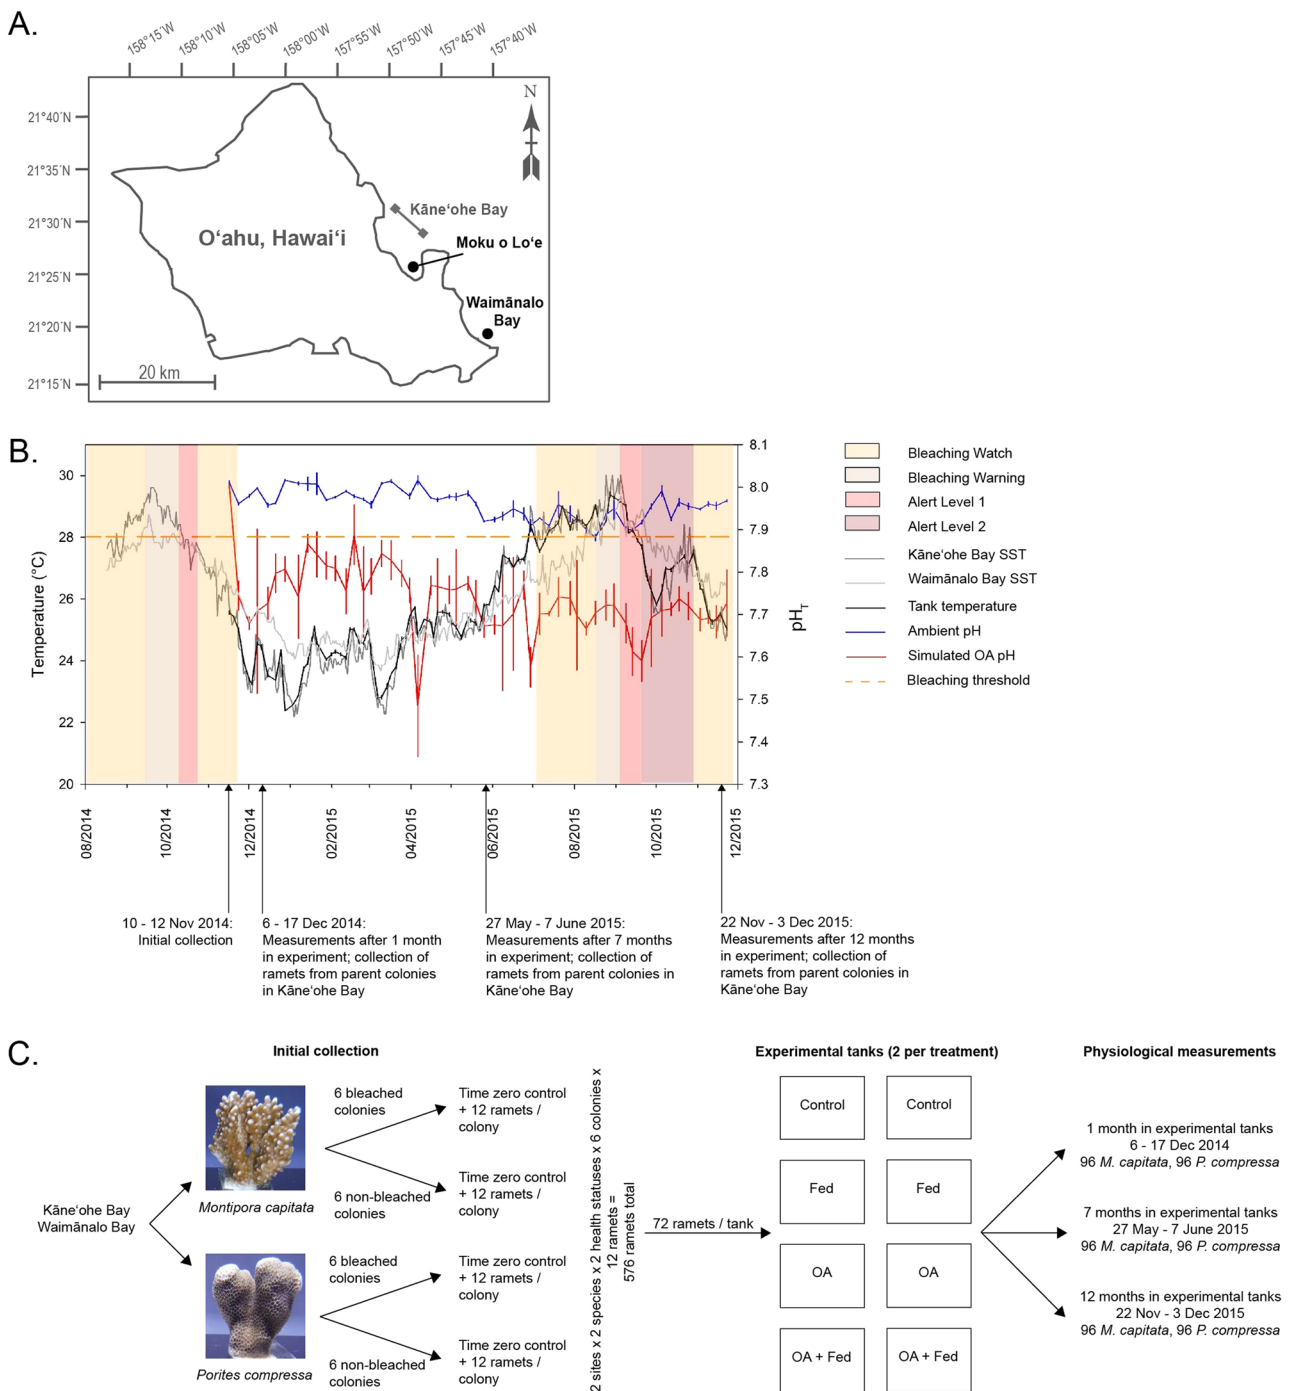 A.
158°15´W
158°10´W
158°05´W
158°00´W
157°55´W
157°50´W
157°45´W
157°40´W
21°40´N
21°35´N
21°30´N
21°25´N
21°20´N
21°15´N
N
Kāneʻohe Bay
Oʻahu, Hawaiʻi
Moku o Loʻe
Waimānalo
Bay
20 km
B.
Temperature (°C)
30
28
26
24
22
20
8.1
8.0
7.9
7.8
7.7
7.6
7.5
7.4
7.3
pHT
08/2014
10/2014
12/2014
02/2015
04/2015
06/2015
08/2015
10/2015
12/2015
Bleaching Watch
Bleaching Warning
Alert Level 1
Alert Level 2
Kāneʻohe Bay SST
Waimānalo Bay SST
Tank temperature
Ambient pH
Simulated OA pH
Bleaching threshold
10 - 12 Nov 2014:
Initial collection
6 - 17 Dec 2014:
Measurements after 1 month
in experiment; collection of
ramets from parent colonies
in Kāneʻohe Bay
27 May - 7 June 2015:
Measurements after 7 months
in experiment; collection of
ramets from parent colonies in
Kāneʻohe Bay
22 Nov - 3 Dec 2015:
Measurements after 12 months
in experiment; collection of
ramets from parent colonies in
Kāneʻohe Bay
C.
Initial collection
Experimental tanks (2 per treatment)
Physiological measurements
Kāneʻohe Bay
Waimānalo Bay
Montipora capitata
Porites compressa
6 bleached
colonies
6 non-bleached
colonies
6 bleached
colonies
6 non-bleached
colonies
Time zero control
+ 12 ramets /
colony
Time zero control
+ 12 ramets /
colony
Time zero control
+ 12 ramets /
colony
Time zero control
+ 12 ramets /
colony
2 sites x 2 species x 2 health statuses x 6 colonies x
12 ramets =
576 ramets total
72 ramets / tank
Control
Control
Fed
Fed
OA
OA
OA + Fed
OA + Fed
1 month in experimental tanks
6 - 17 Dec 2014
96 M. capitata, 96 P. compressa
7 months in experimental tanks
27 May - 7 June 2015
96 M. capitata, 96 P. compressa
12 months in experimental tanks
22 Nov - 3 Dec 2015
96 M. capitata, 96 P. compressa